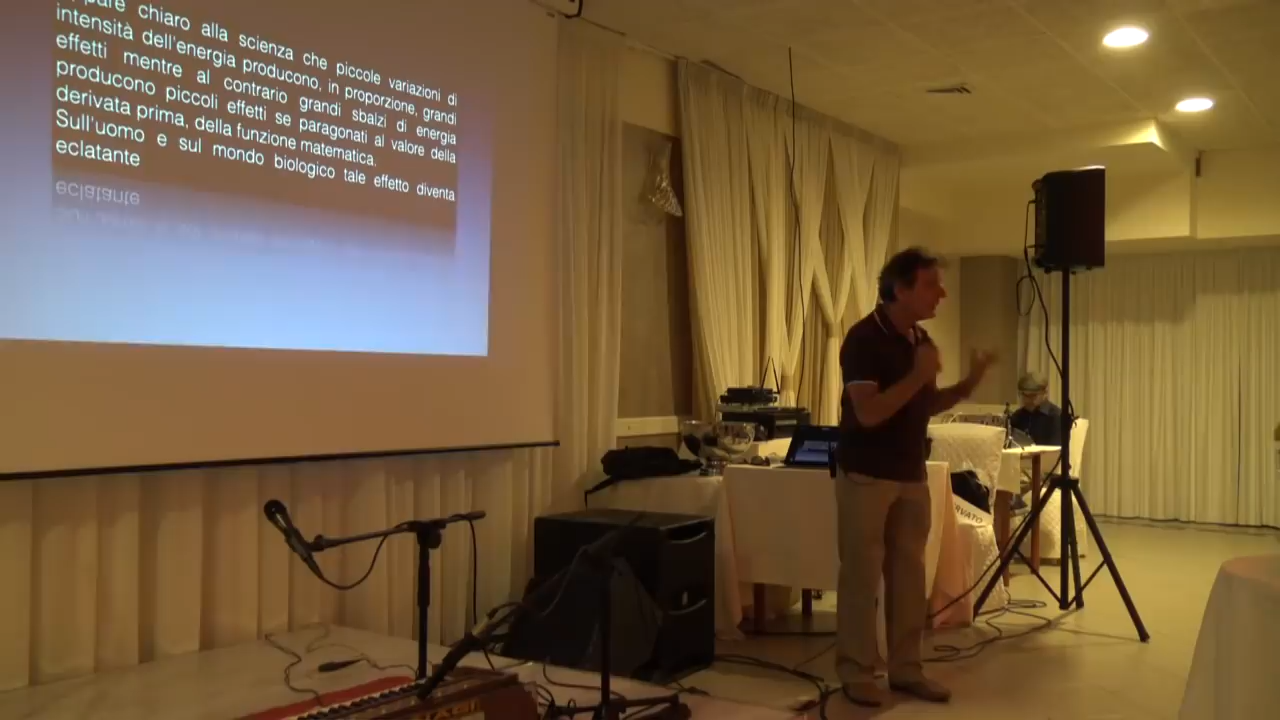 chiaro alla scienza che piccole variazioni di
intensità dell'energia producono, in proporzione, grandi
effetti mentre al contrario grandi sbalzi di energia
producono piccoli effetti se paragonati al valore della
derivata prima, della funzione matematica.
Sull'uomo e sul mondo biologico tale effetto diventa
eclatante